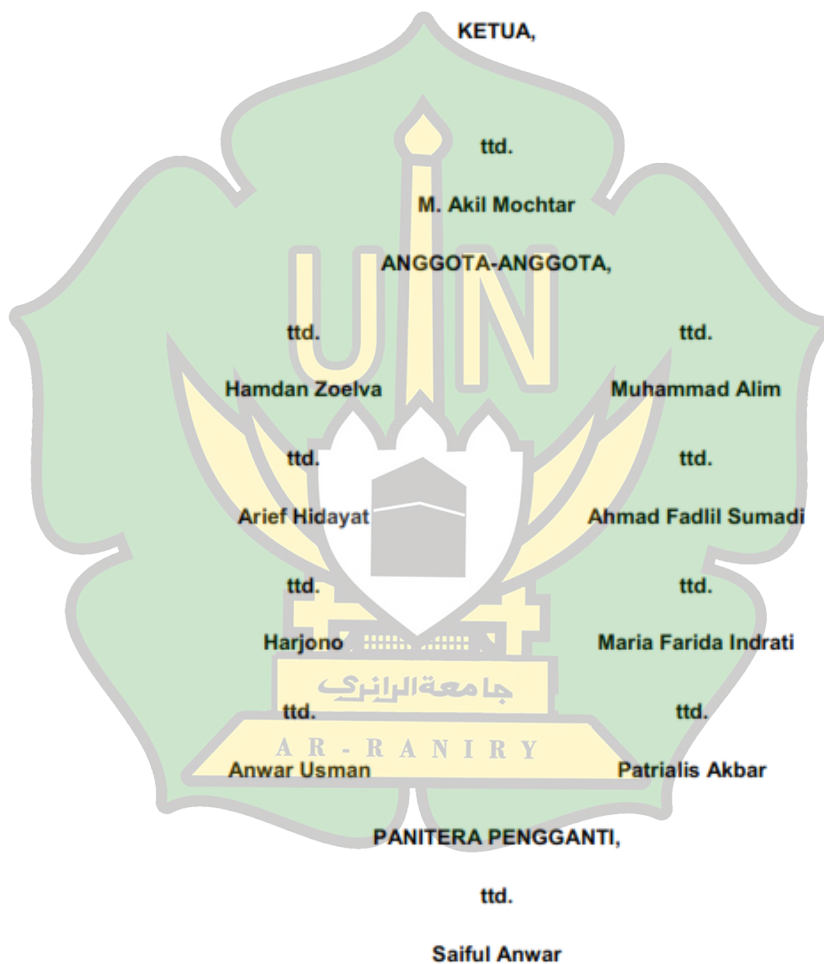 KETUA,
ttd.
M. Akil Mochtar
ANGGOTA-ANGGOTA,
UIN
ttd. ttd.
Hamdan Zoelva Muhammad Alim
ttd. ttd.
Arief Hidayat Ahmad Fadlil Sumadi
ttd. ttd.
Harjono Maria Farida Indrati
جامعة الرانري
ttd. ttd.
AR-RANIRY
Anwar Usman Patrialis Akbar
PANITERA PENGGANTI,
ttd.
Saiful Anwar